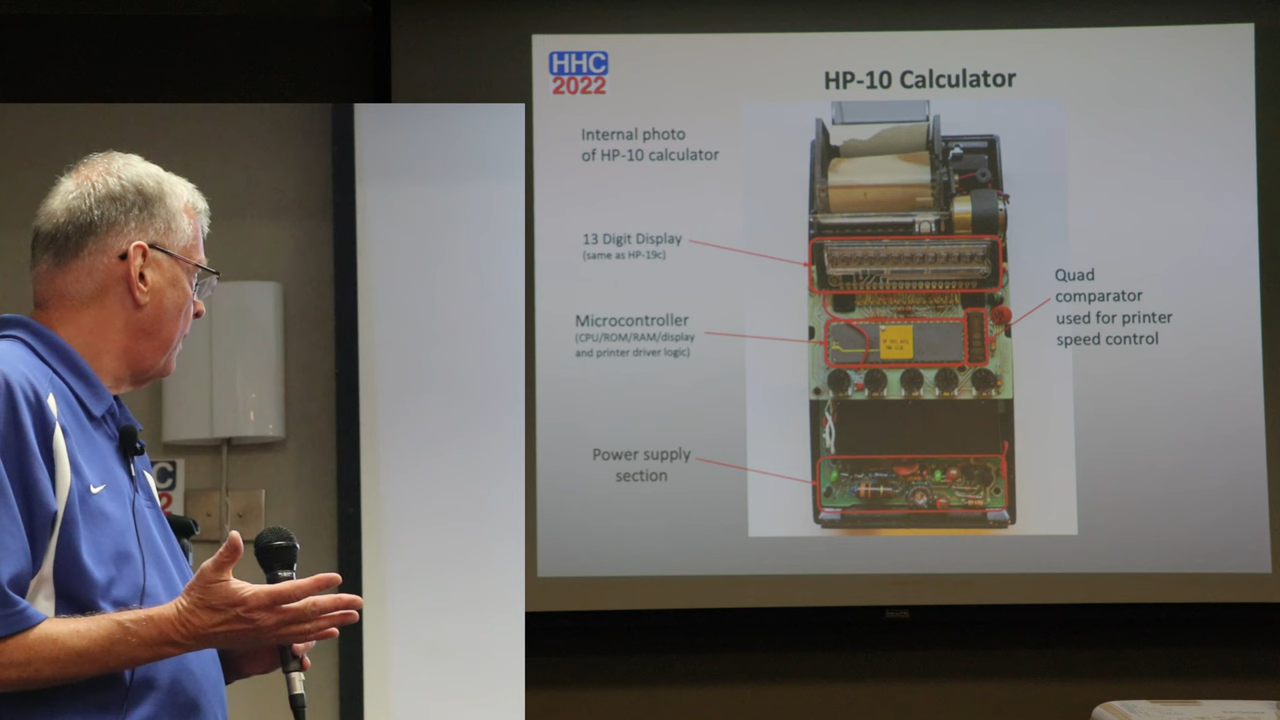 HHC
2022
HP-10 Calculator
Internal photo
of HP-10 calculator
13 Digit Display
(same as HP-19c)
Microcontroller
(CPU/ROM/RAM/display
and printer driver logic)
Power supply
section
Quad
comparator
used for printer
speed control
C
2